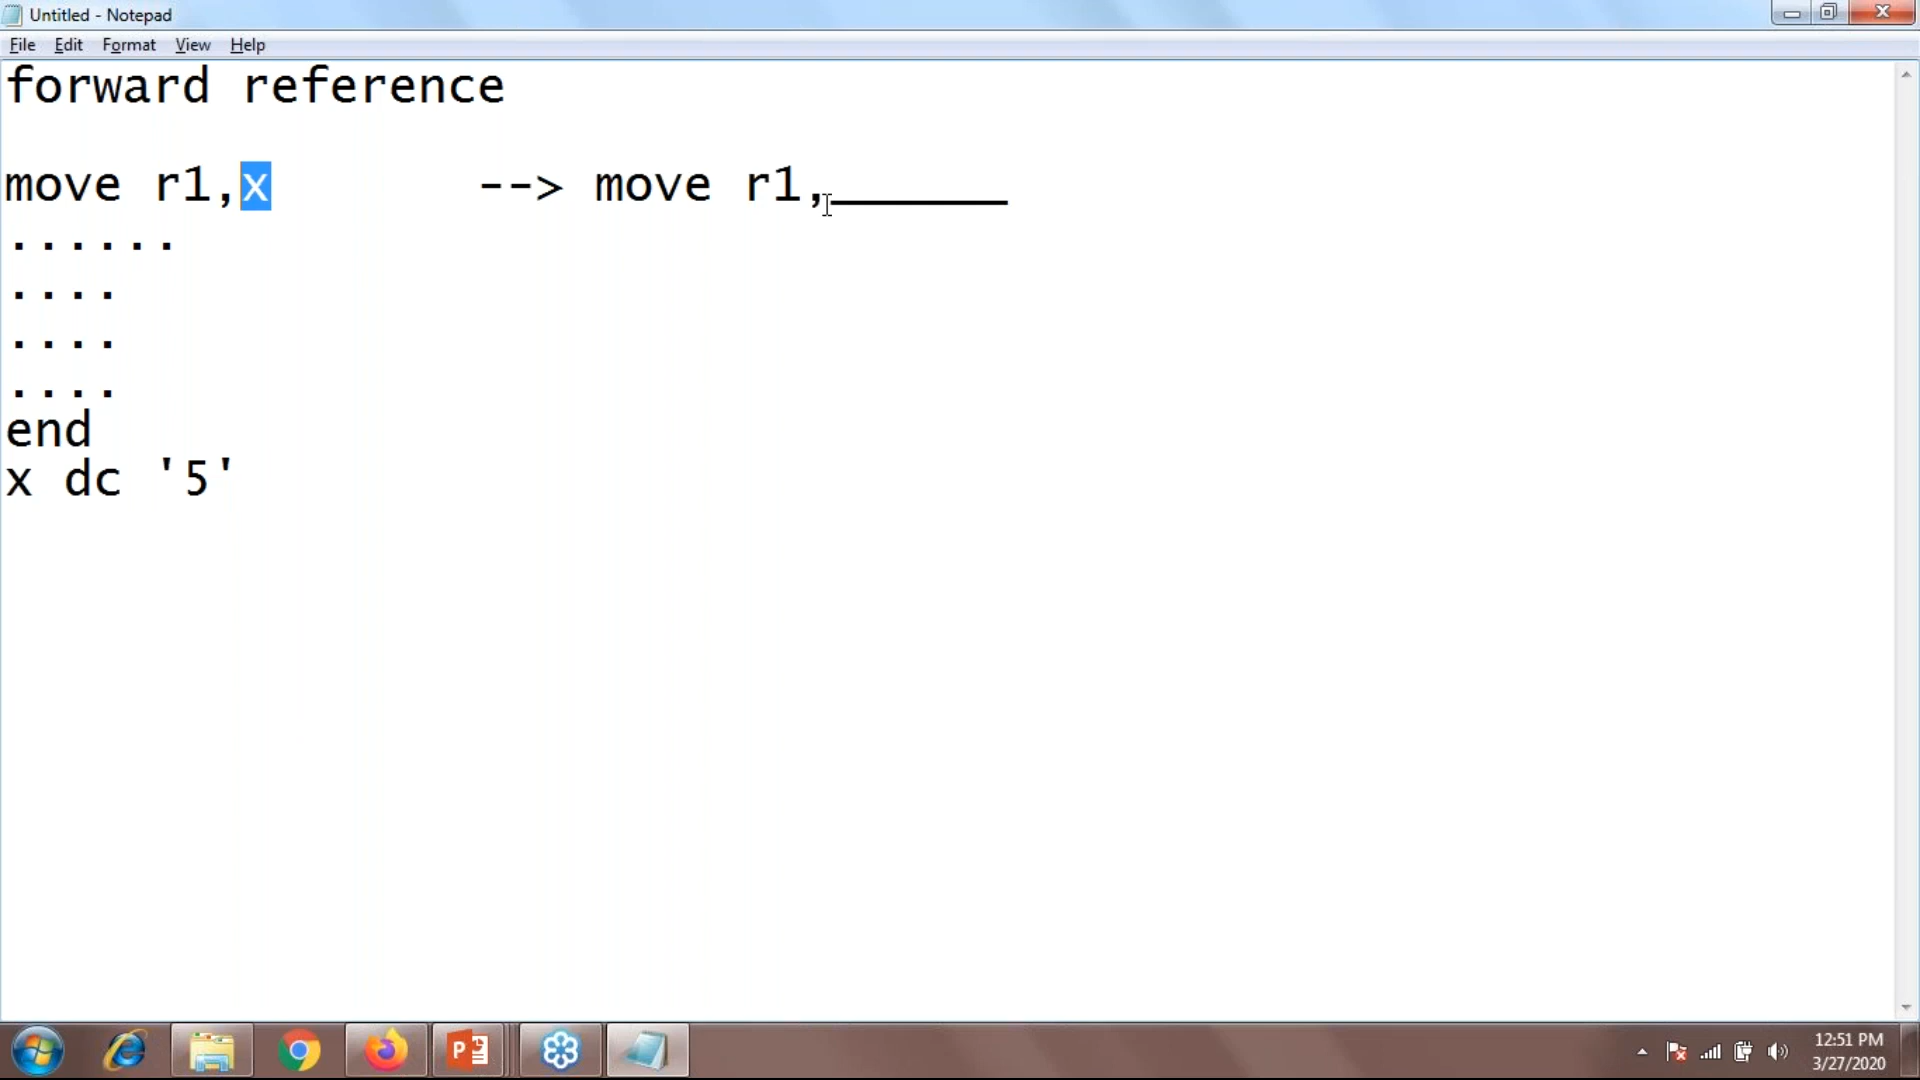 Untitled - Notepad
File Edit Format View Help
forward reference
move r1,x --> move r1,______
......
....
....
....
end
x dc '5'
12:51 PM
3/27/2020